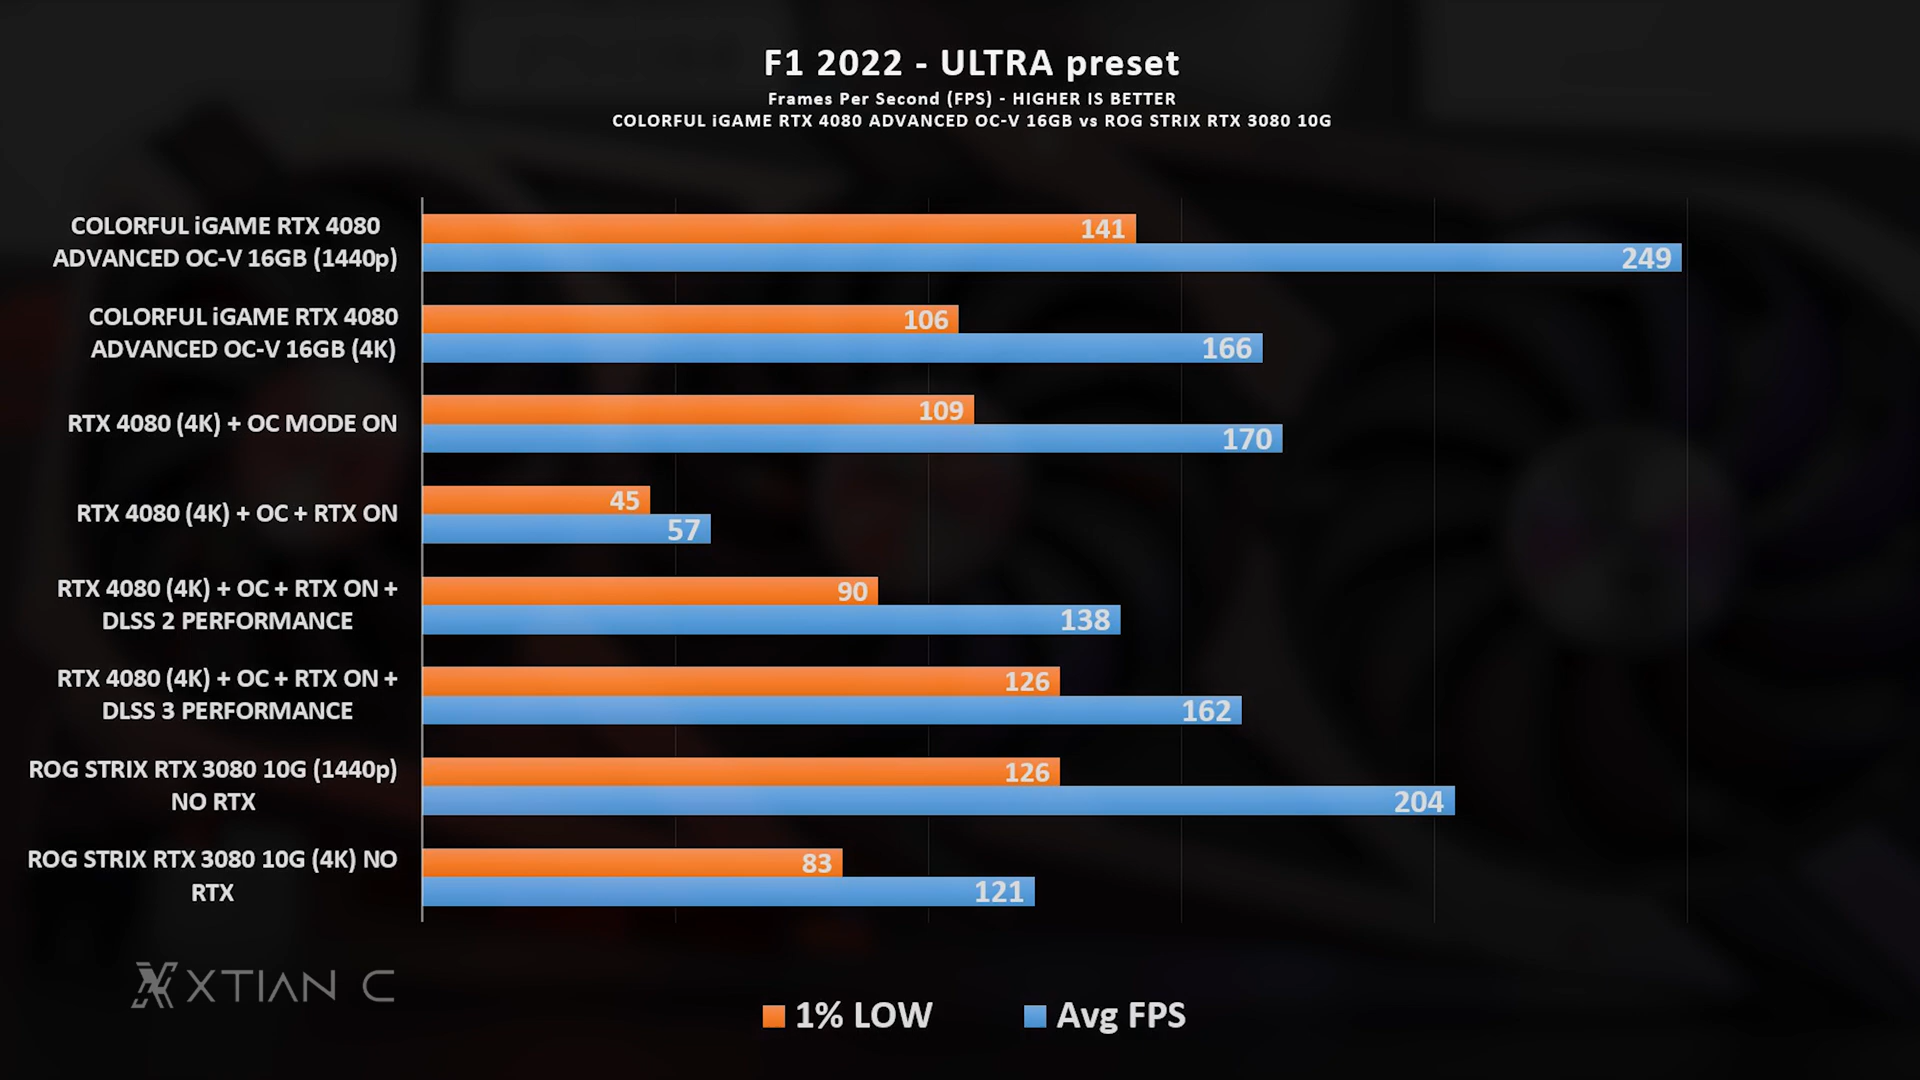 F1 2022 - ULTRA preset
Frames Per Second (FPS) - HIGHER IS BETTER
COLORFUL iGAME RTX 4080 ADVANCED OC-V 16GB vs ROG STRIX RTX 3080 10G
COLORFUL iGAME RTX 4080
ADVANCED OC-V 16GB (1440p)
141
249
COLORFUL iGAME RTX 4080
ADVANCED OC-V 16GB (4K)
106
166
RTX 4080 (4K) + OC MODE ON
109
170
RTX 4080 (4K) + OC + RTX ON
45
57
RTX 4080 (4K) + OC + RTX ON +
DLSS 2 PERFORMANCE
90
138
RTX 4080 (4K) + OC + RTX ON +
DLSS 3 PERFORMANCE
126
162
ROG STRIX RTX 3080 10G (1440p)
NO RTX
126
204
ROG STRIX RTX 3080 10G (4K) NO
RTX
83
121
XTIAN C
1% LOW
Avg FPS